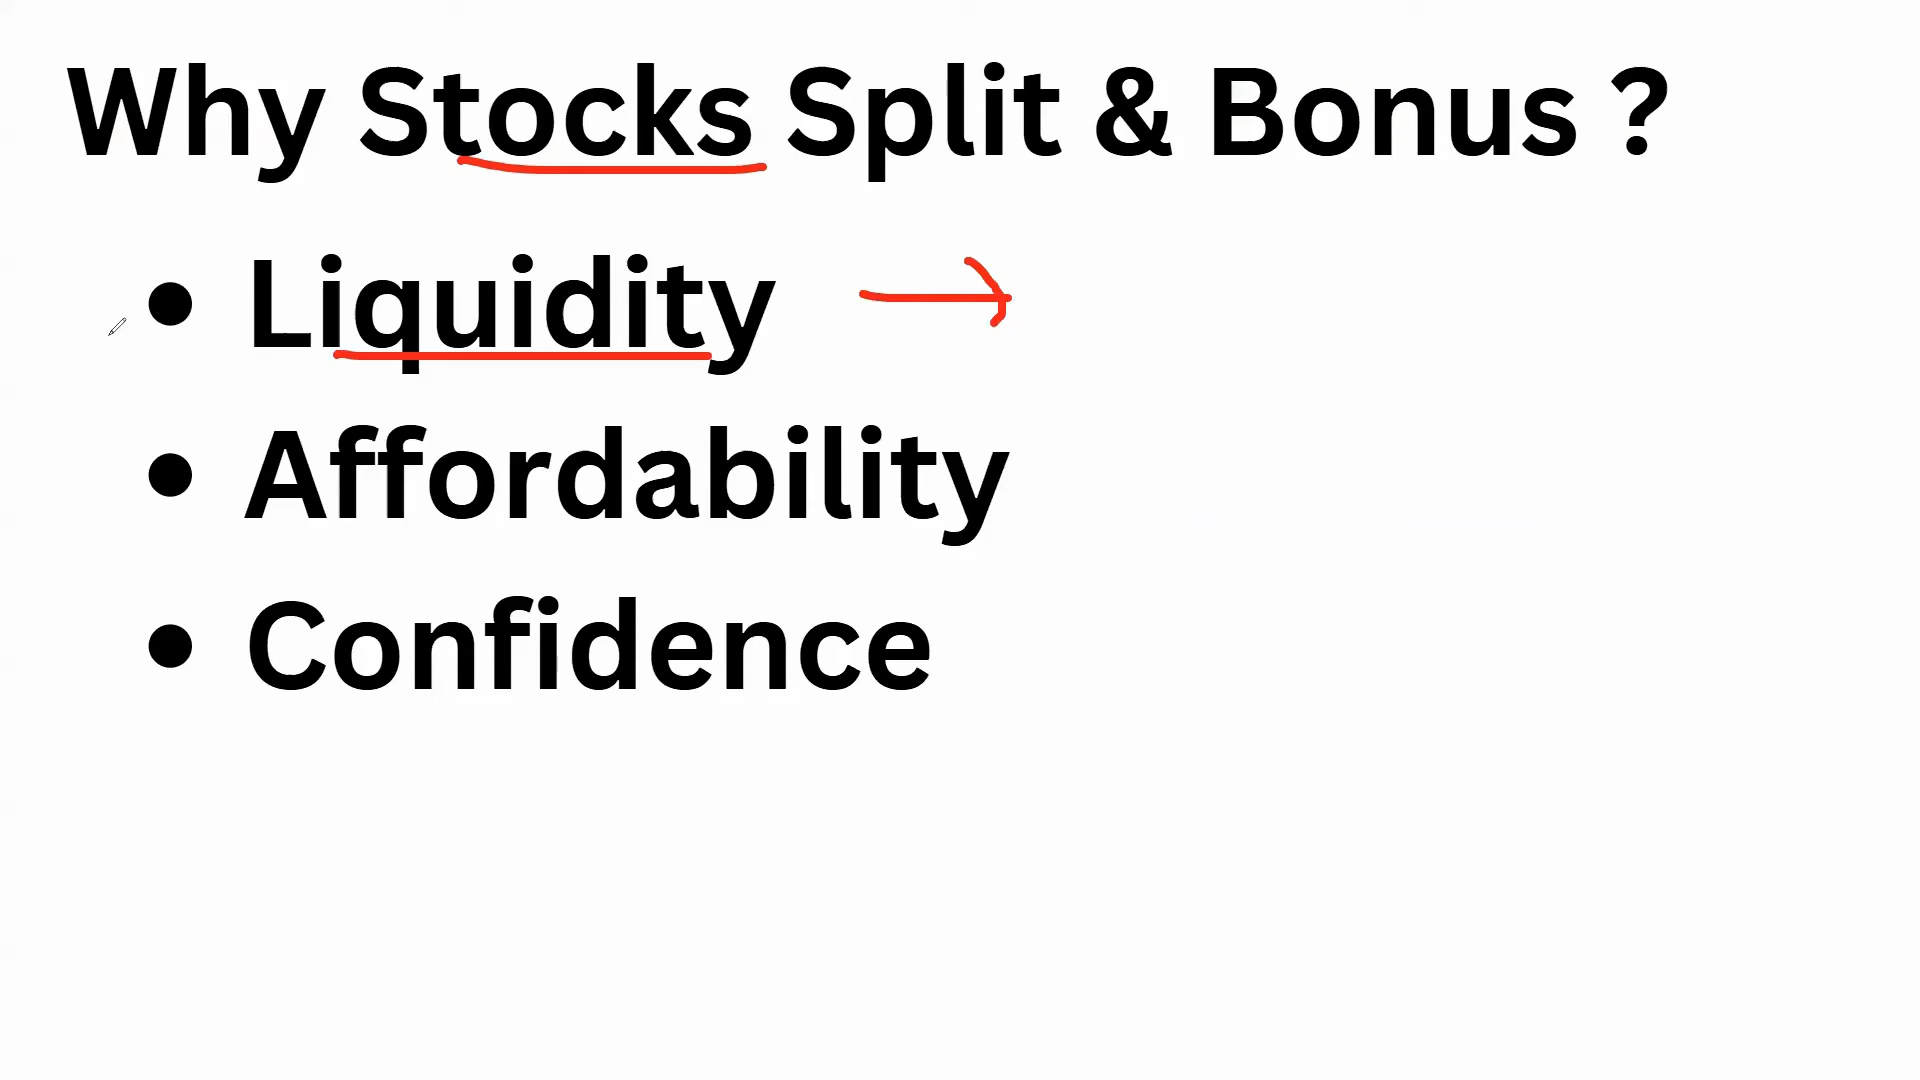 Why Stocks Split & Bonus ?
• Liquidity
• Affordability
• Confidence